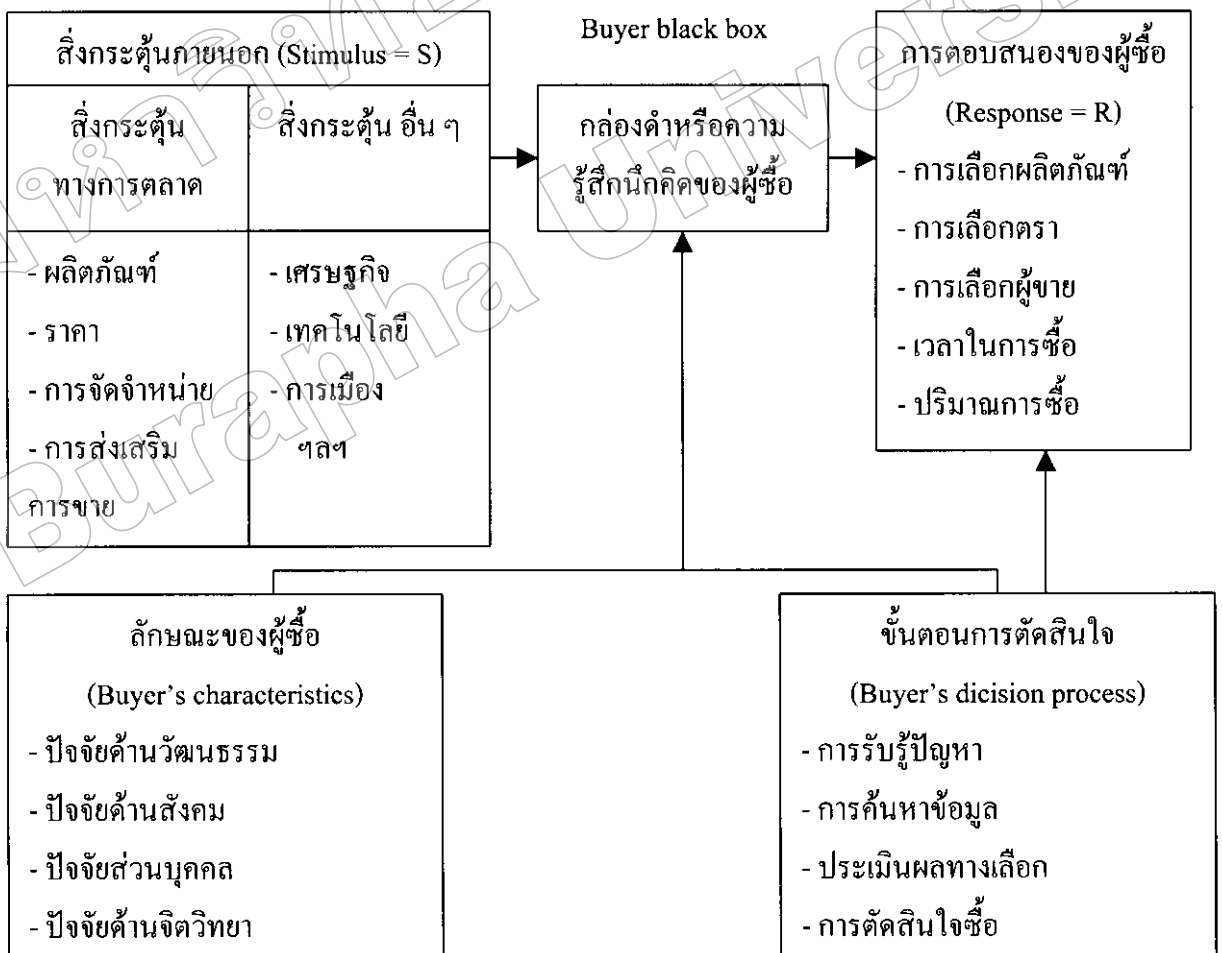 สิ่งกระตุ้นภายนอก (Stimulus = S)
สิ่งกระตุ้น
ทางการตลาด
สิ่งกระตุ้น อื่น ๆ
- ผลิตภัณฑ์
- ราคา
- การจัดจำหน่าย
- การส่งเสริม
การขาย
- เศรษฐกิจ
- เทคโนโลยี
- การเมือง
ฯลฯ
Buyer black box
กล่องดำหรือความ
รู้สึกนึกคิดของผู้ซื้อ
การตอบสนองของผู้ซื้อ
(Response = R)
- การเลือกผลิตภัณฑ์
- การเลือกตรา
- การเลือกผู้ขาย
- เวลาในการซื้อ
- ปริมาณการซื้อ
ลักษณะของผู้ซื้อ
(Buyer’s characteristics)
- ปัจจัยด้านวัฒนธรรม
- ปัจจัยด้านสังคม
- ปัจจัยส่วนบุคคล
- ปัจจัยด้านจิตวิทยา
ขั้นตอนการตัดสินใจ
(Buyer’s dicision process)
- การรับรู้ปัญหา
- การค้นหาข้อมูล
- ประเมินผลทางเลือก
- การตัดสินใจซื้อ
Burapha University